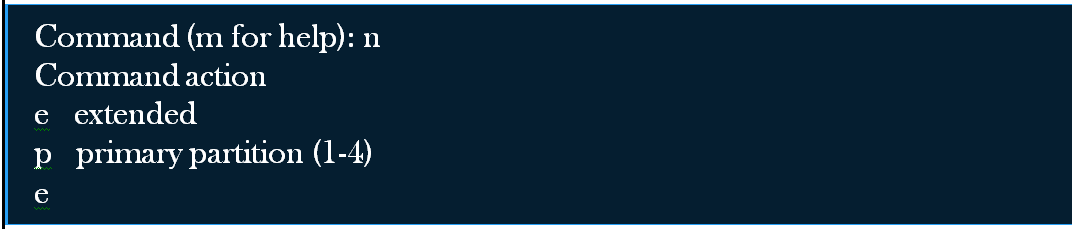 Command (m for help): n
Command action
e   extended
p   primary partition (1-4)
e